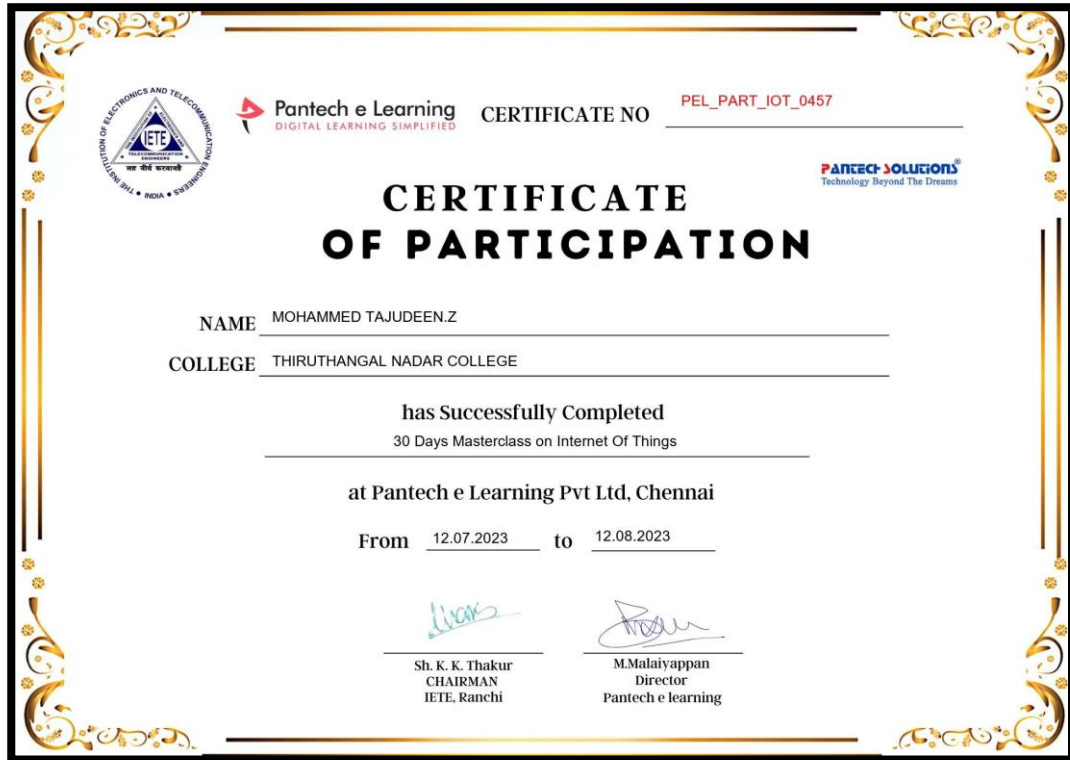 THE INSTITUTION OF ELECTRONICS AND TELECOMMUNICATION ENGINEERS
INDIA
IETE
TELECOMMUNICATION
ENGINEERS
Pantech e Learning
DIGITAL LEARNING SIMPLIFIED
CERTIFICATE NO PEL_PART_IOT_0457
PANTECH SOLUTIONS®
Technology Beyond The Dreams
CERTIFICATE
OF PARTICIPATION
NAME MOHAMMED TAJUDEEN.Z
COLLEGE THIRUTHANGAL NADAR COLLEGE
has Successfully Completed
30 Days Masterclass on Internet Of Things
at Pantech e Learning Pvt Ltd, Chennai
From 12.07.2023 to 12.08.2023
Sh. K. K. Thakur
CHAIRMAN
IETE, Ranchi
M.Malaiyappan
Director
Pantech e learning